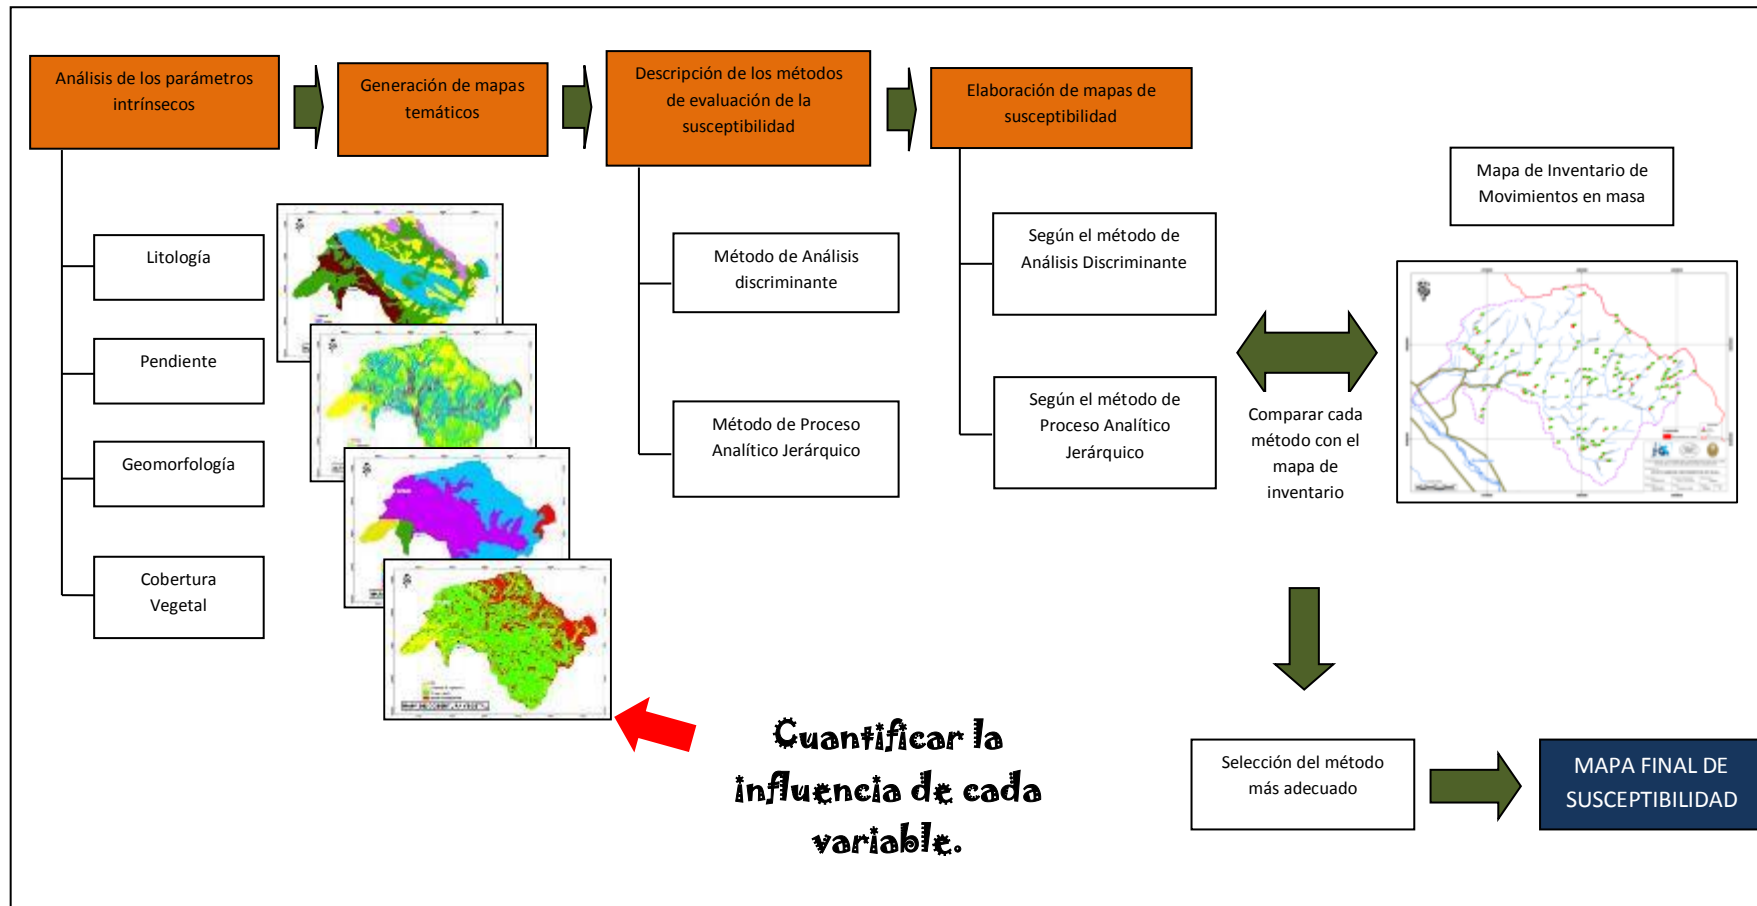 Análisis de los parámetros
intrínsecos
Generación de mapas
temáticos
Descripción de los métodos
de evaluación de la
susceptibilidad
Elaboración de mapas de
susceptibilidad
Mapa de Inventario de
Movimientos en masa
Litología
Pendiente
Geomorfología
Cobertura
Vegetal
Método de Análisis
discriminante
Método de Proceso
Analítico Jerárquico
Según el método de
Análisis Discriminante
Según el método de
Proceso Analítico
Jerárquico
Comparar cada
método con el
mapa de
inventario
Cuantificar la
influencia de cada
variable.
Selección del método
más adecuado
MAPA FINAL DE
SUSCEPTIBILIDAD